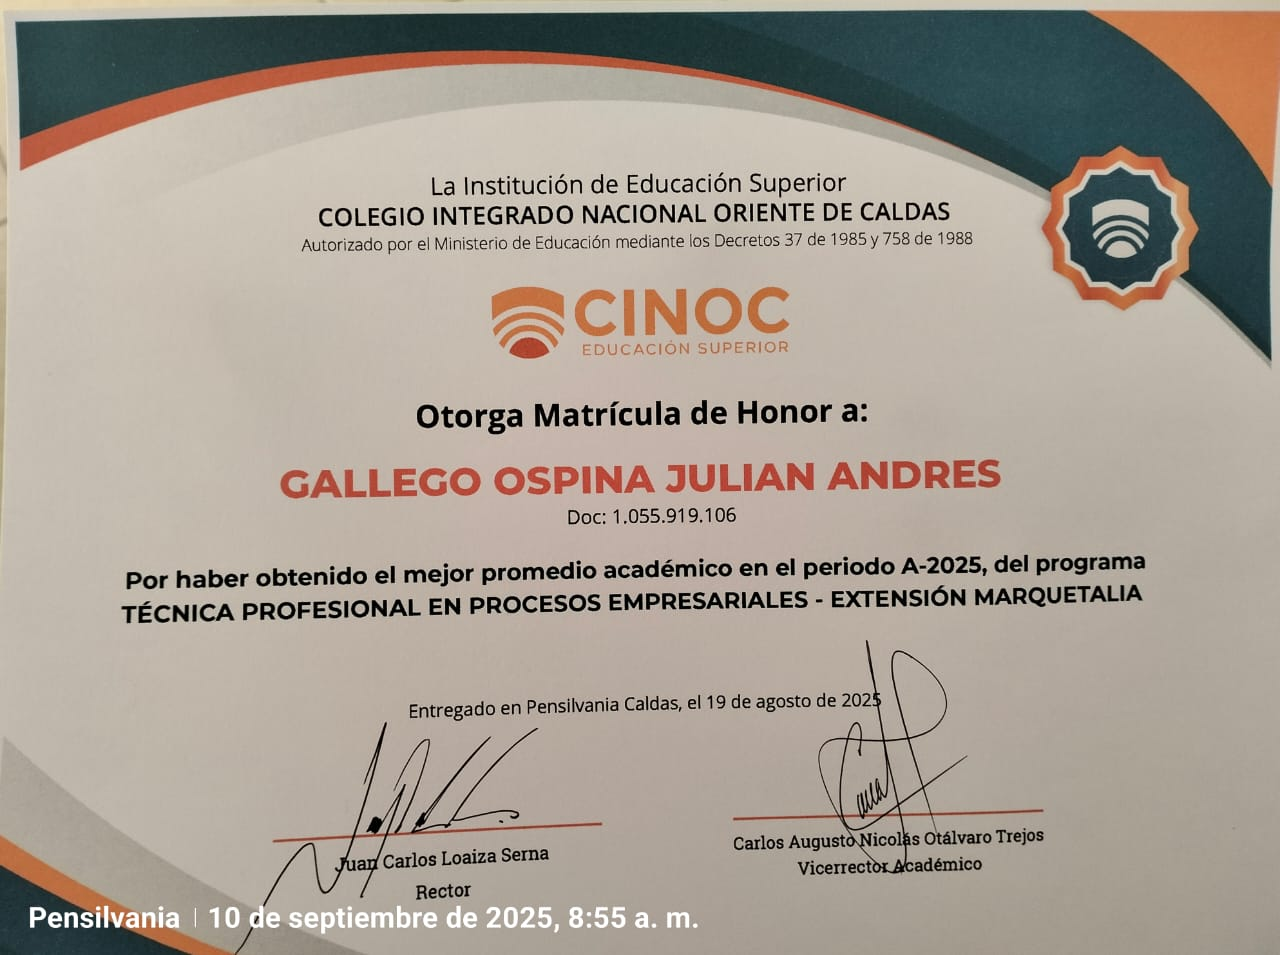 La Institución de Educación Superior
COLEGIO INTEGRADO NACIONAL ORIENTE DE CALDAS
Autorizado por el Ministerio de Educación mediante los Decretos 37 de 1985 y 758 de 1988
CINOC
EDUCACIÓN SUPERIOR
Otorga Matrícula de Honor a:
GALLEGO OSPINA JULIAN ANDRES
Doc: 1.055.919.106
Por haber obtenido el mejor promedio académico en el periodo A-2025, del programa
TÉCNICA PROFESIONAL EN PROCESOS EMPRESARIALES - EXTENSIÓN MARQUETALIA
Entregado en Pensilvania Caldas, el 19 de agosto de 2025
Juan Carlos Loaiza Serna
Rector
Carlos Augusto Nicolás Otálvaro Trejos
Vicerrector Académico
Pensilvania | 10 de septiembre de 2025, 8:55 a. m.